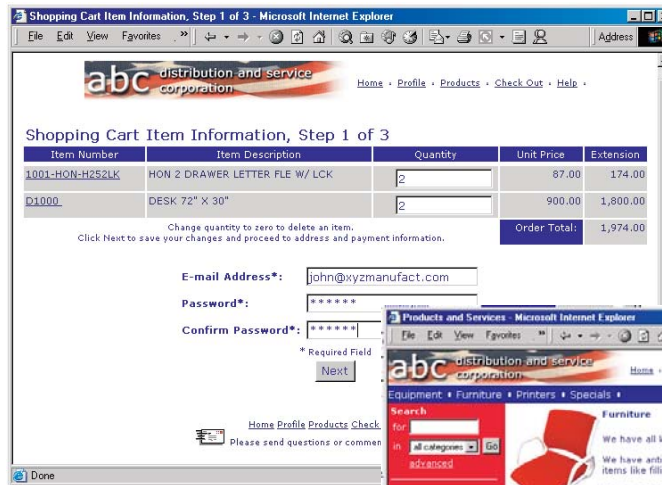 Shopping Cart Item Information, Step 1 of 3 - Microsoft Internet Explorer
File Edit View Favorites » Address
abc distribution and service corporation
Home • Profile • Products • Check Out • Help •
Shopping Cart Item Information, Step 1 of 3
Item Number Item Description Quantity Unit Price Extension
1001-HON-H252LK HON 2 DRAWER LETTER FLE W/ LCK 2 87.00 174.00
D1000 DESK 72" X 30" 2 900.00 1,800.00
Change quantity to zero to delete an item.
Click Next to save your changes and proceed to address and payment information.
Order Total: 1,974.00
E-mail Address*: john@xyzmanufact.com
Password*: ******
Confirm Password*: ******
* Required Field
Next
Home Profile Products Check
Please send questions or commen
Done
Products and Services - Microsoft Internet Explorer
File Edit View Favorites »
abc distribution and service corporation
Home •
Equipment • Furniture • Printers • Specials •
Search
for
in all categories Go
advanced
Furniture
We have all
We have
items like filli